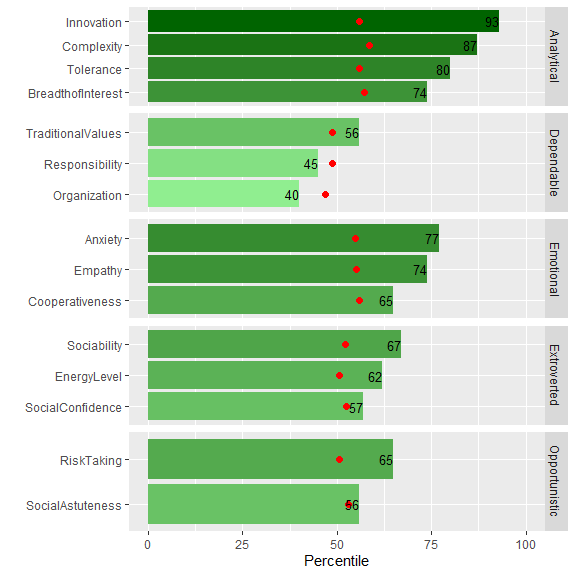 Innovation 93
Complexity 87
Tolerance 80
BreadthofInterest 74
Analytical
TraditionalValues 56
Responsibility 45
Organization 40
Dependable
Anxiety 77
Empathy 74
Cooperativeness 65
Emotional
Sociability 67
EnergyLevel 62
SocialConfidence 57
Extroverted
RiskTaking 65
SocialAstuteness 56
Opportunistic
0 25 50 75 100
Percentile